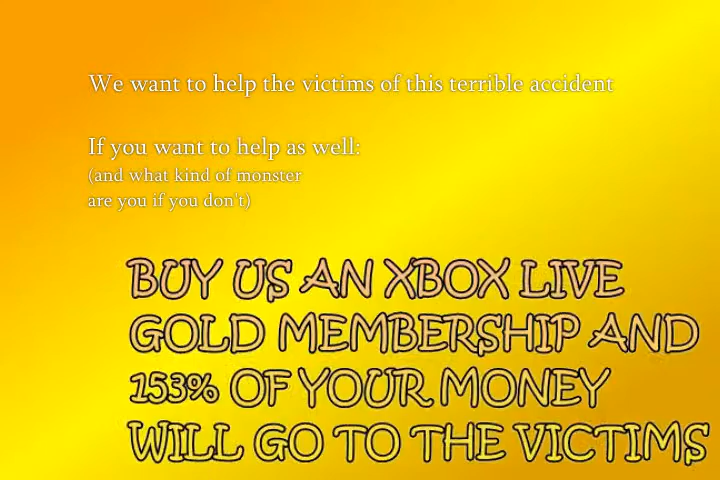 We want to help the victims of this terrible accident
If you want to help as well:
(and what kind of monster
are you if you don't)
BUY US AN XBOX LIVE
GOLD MEMBERSHIP AND
153% OF YOUR MONEY
WILL GO TO THE VICTIMS